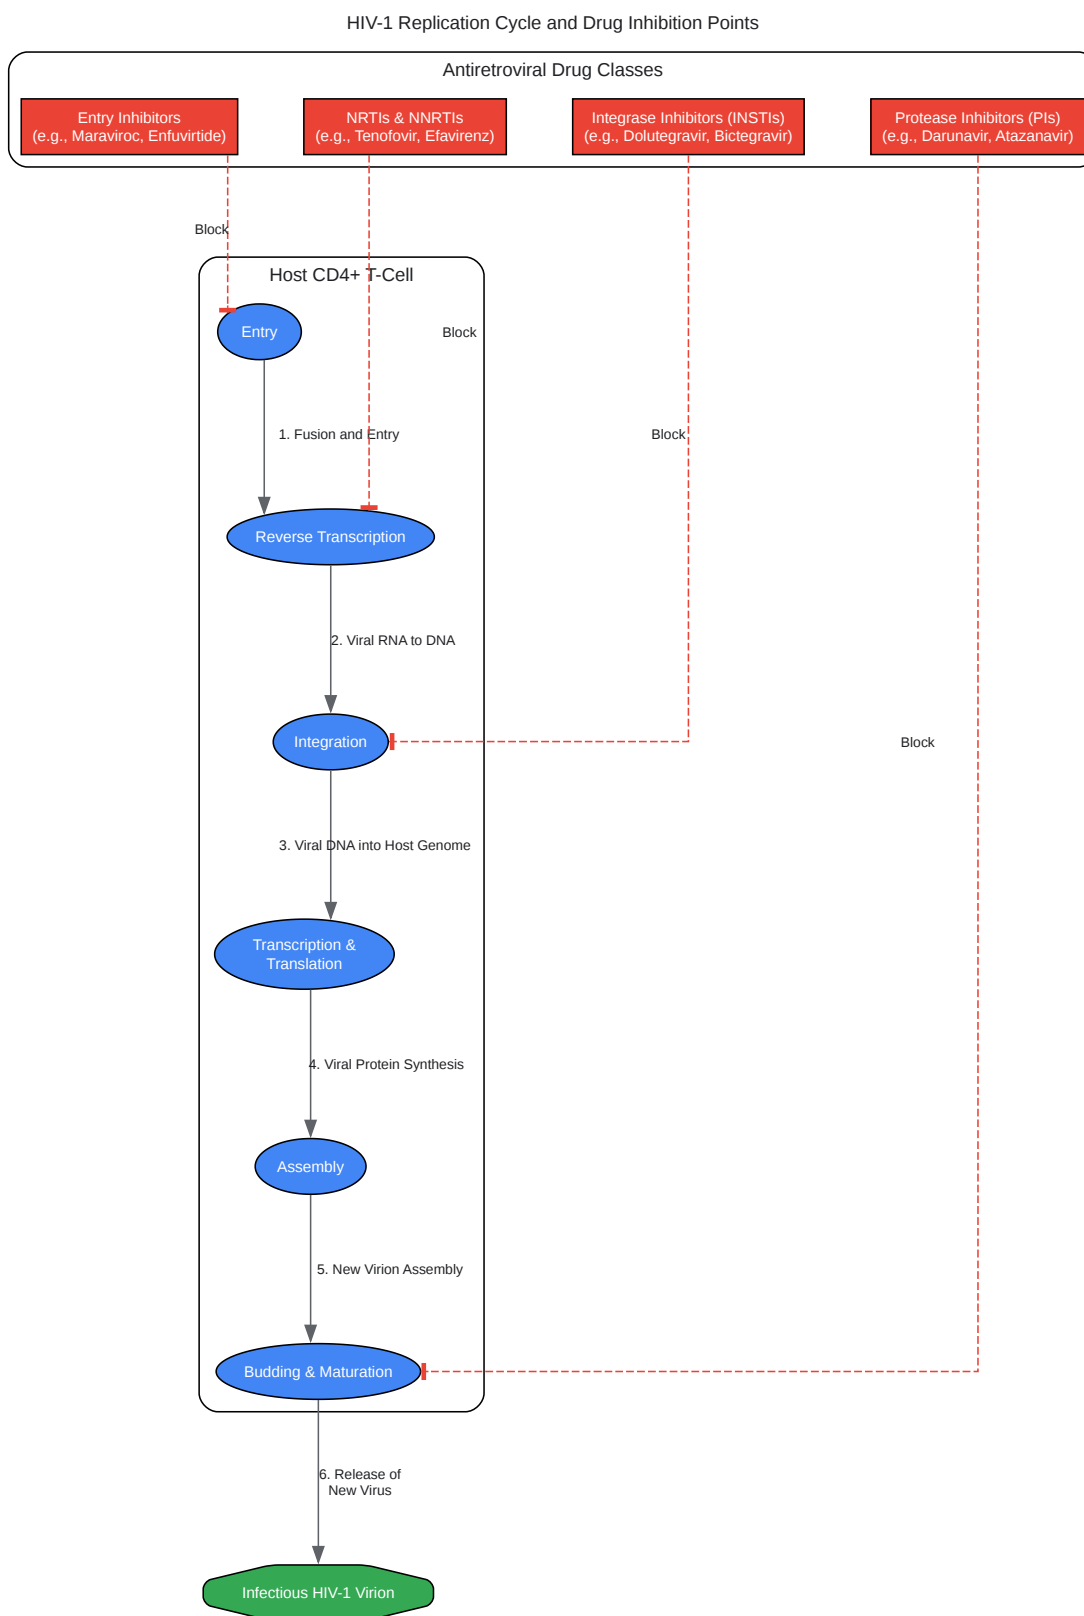 HIV-1 Replication Cycle and Drug Inhibition Points
Antiretroviral Drug Classes
Entry Inhibitors
(e.g., Maraviroc, Enfuvirtide)
NRTIs & NNRTIs
(e.g., Tenofovir, Efavirenz)
Integrase Inhibitors (INSTIs)
(e.g., Dolutegravir, Bictegravir)
Protease Inhibitors (PIs)
(e.g., Darunavir, Atazanavir)
Block
Host CD4+ T-Cell
Entry
Block
1. Fusion and Entry
Block
Reverse Transcription
2. Viral RNA to DNA
Integration
Block
3. Viral DNA into Host Genome
Transcription &
Translation
4. Viral Protein Synthesis
Assembly
5. New Virion Assembly
Budding & Maturation
6. Release of
New Virus
Infectious HIV-1 Virion